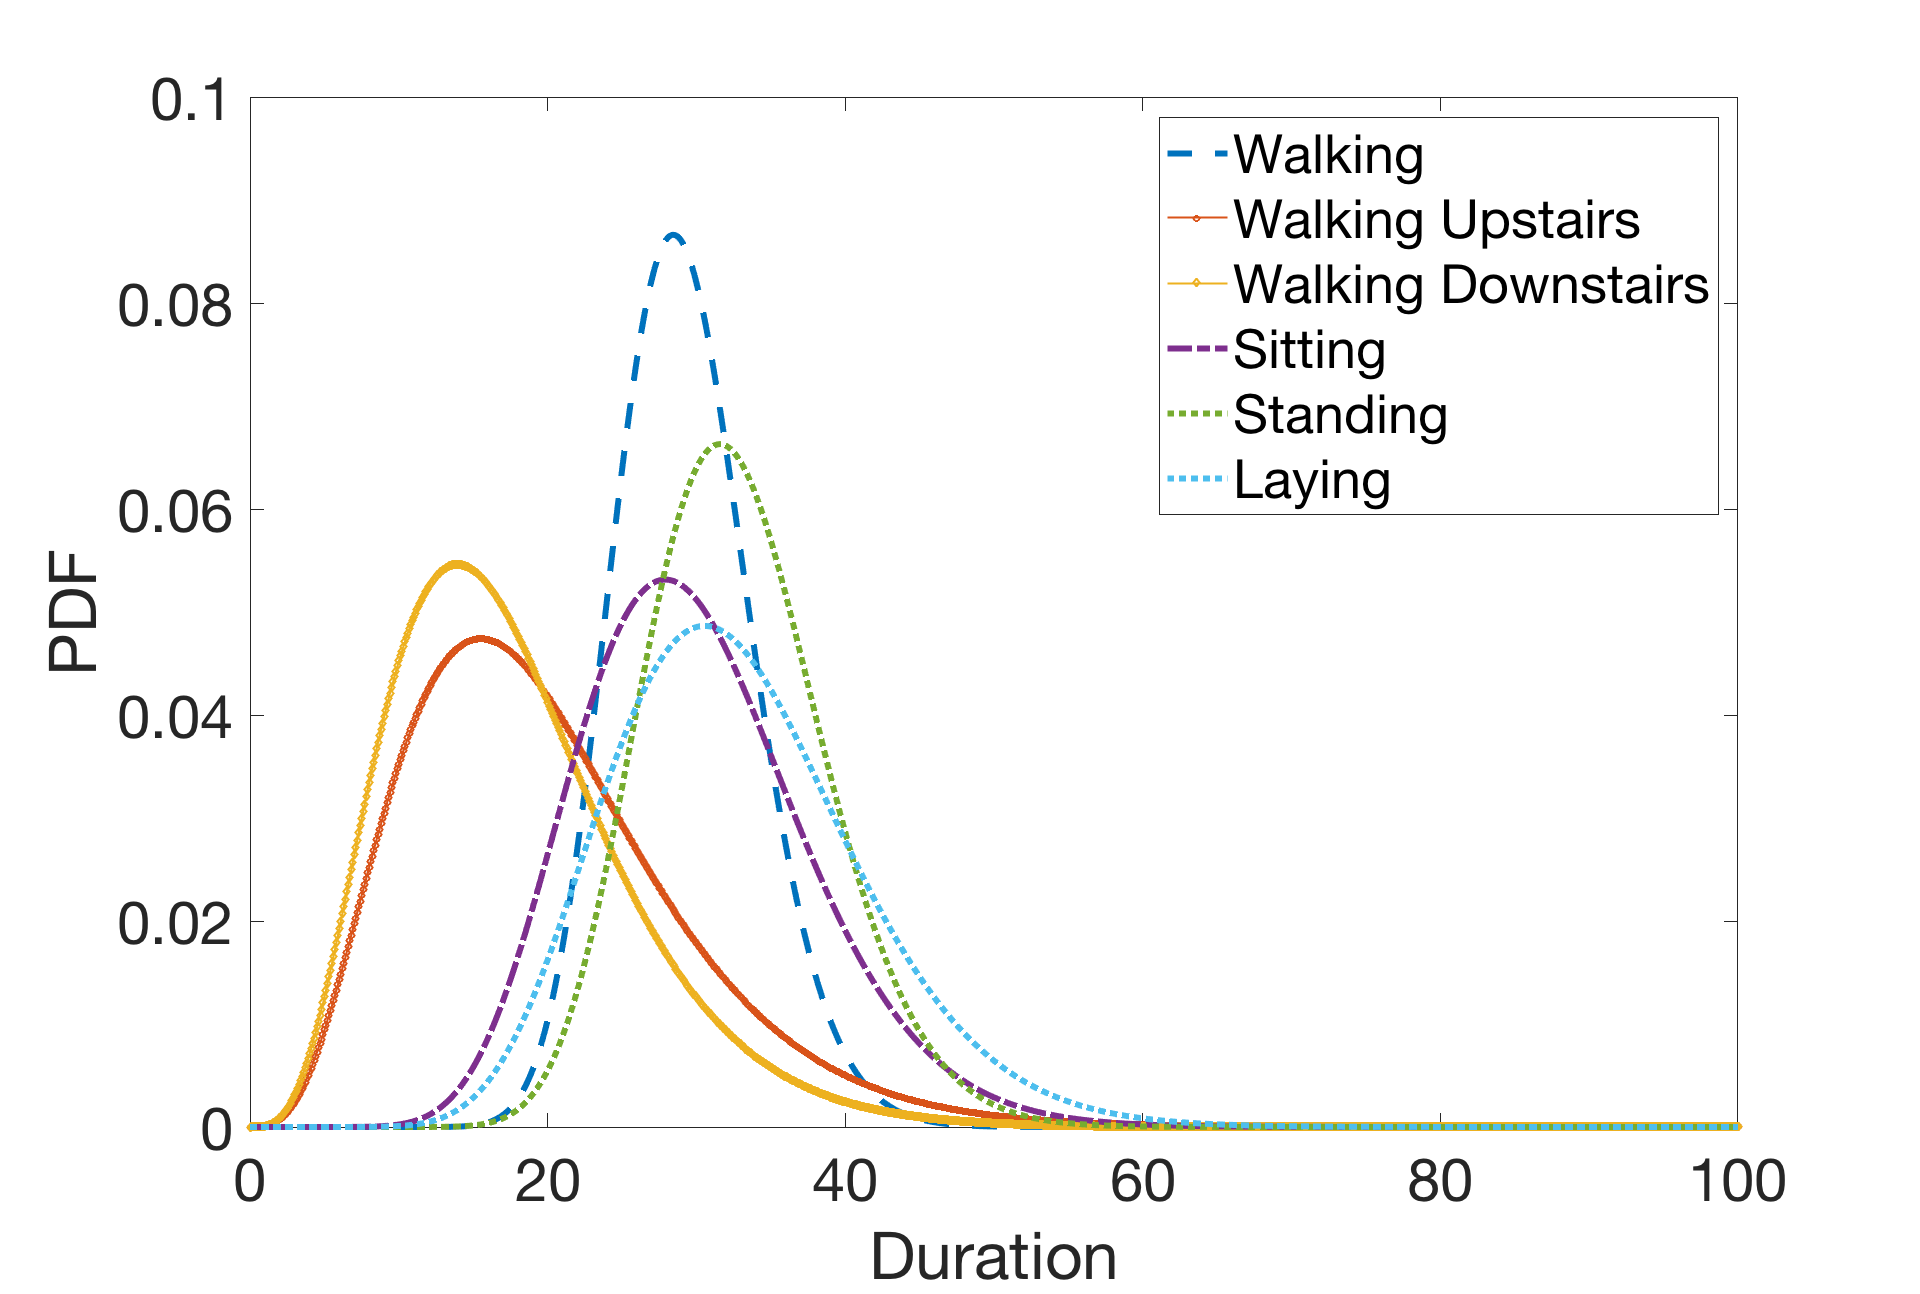 0.1
0.08
0.06
0.04
0.02
0
PDF
0 20 40 60 80 100
Duration
Walking
Walking Upstairs
Walking Downstairs
Sitting
Standing
Laying